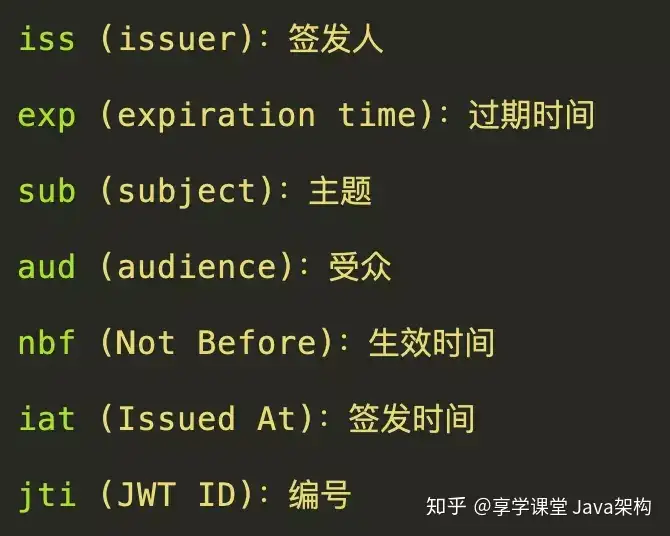 iss (issuer)：签发人
exp (expiration time)：过期时间
sub (subject)：主题
aud (audience)：受众
nbf (Not Before)：生效时间
iat (Issued At)：签发时间
jti (JWT ID)：编号
知乎 @享学课堂 Java架构